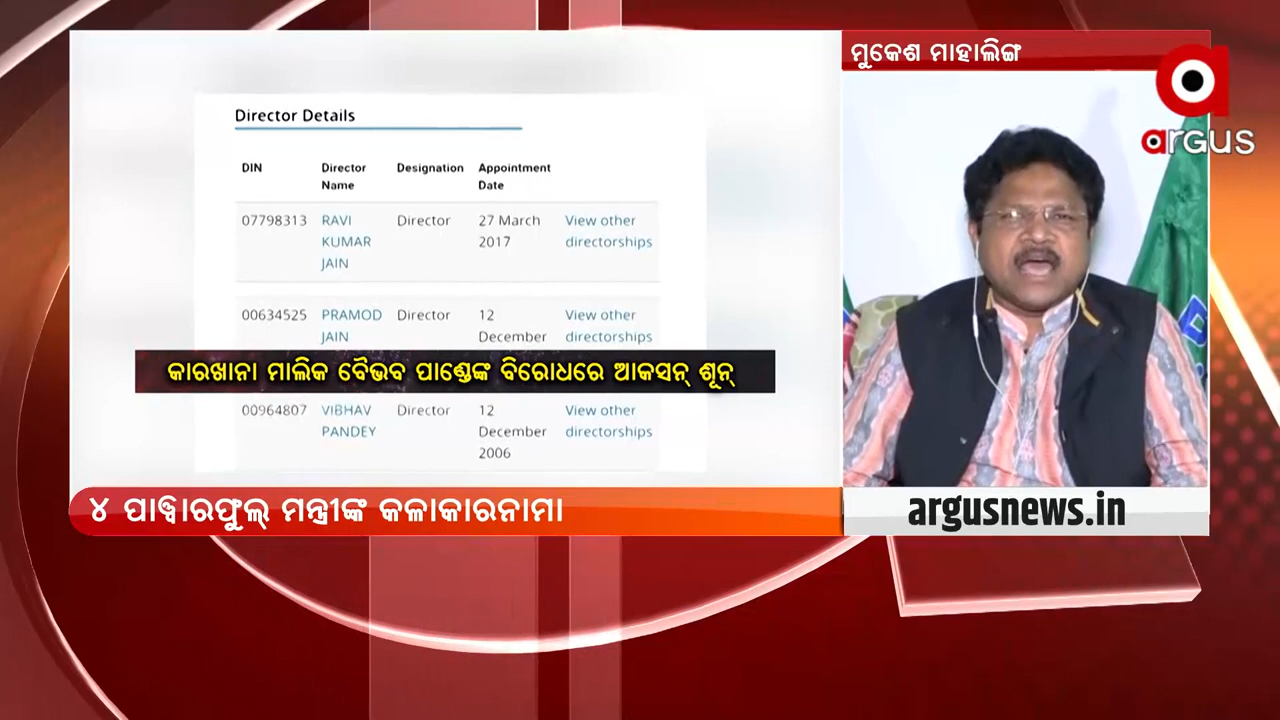 Director Details
DIN Director Name Designation Appointment Date
07798313 RAVI KUMAR JAIN Director 27 March 2017 View other directorships
00634525 PRAMOD JAIN Director 12 December View other directorships
କାରଖାନା ମାଲିକ ବୈଭବ ପାଣ୍ଡେଙ୍କ ବିରୋଧରେ ଆକସନ୍ ଶୂନ୍
00964807 VIBHAV PANDEY Director 12 December 2006 View other directorships
୪ ପାୱାରଫୁଲ୍ ମନ୍ତ୍ରୀଙ୍କ କଳାକାରନାମା
ମୁକେଶ ମାହାଲିଙ୍ଗ
argus
argusnews.in